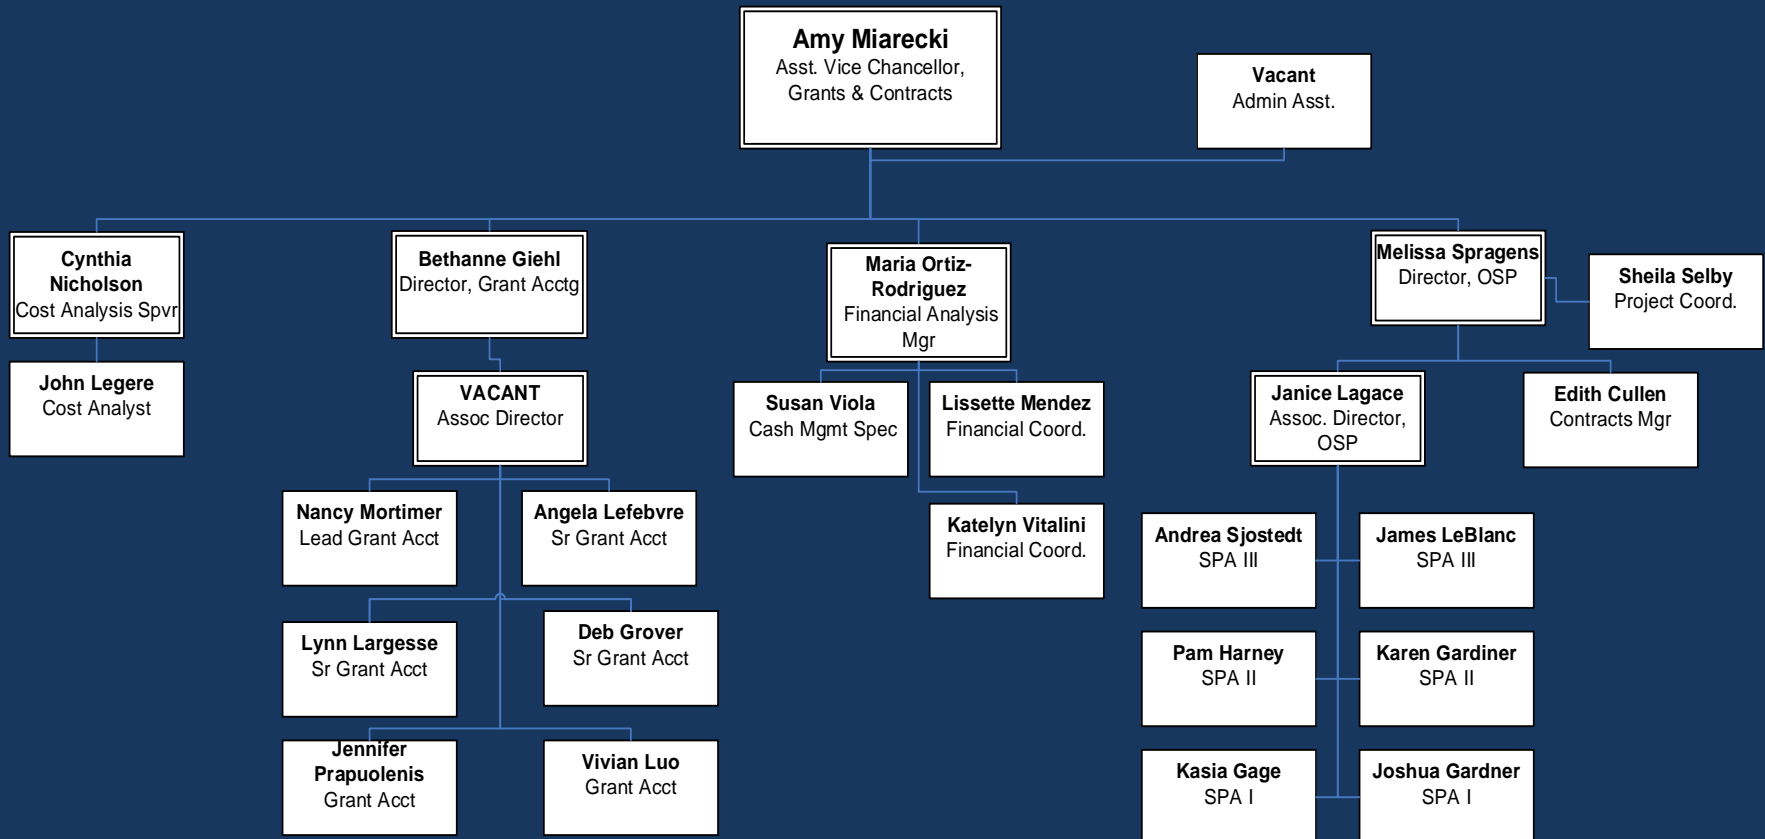 Amy Miarecki
Asst. Vice Chancellor,
Grants & Contracts
Vacant
Admin Asst.
Cynthia
Nicholson
Cost Analysis Spvr
Bethanne Giehl
Director, Grant Acctg
Maria Ortiz-
Rodriguez
Financial Analysis
Mgr
Melissa Spragens
Director, OSP
Sheila Selby
Project Coord.
John Legere
Cost Analyst
VACANT
Assoc Director
Susan Viola
Cash Mgmt Spec
Lissette Mendez
Financial Coord.
Janice Lagace
Assoc. Director,
OSP
Edith Cullen
Contracts Mgr
Nancy Mortimer
Lead Grant Acct
Angela Lefebvre
Sr Grant Acct
Katelyn Vitalini
Financial Coord.
Andrea Sjostedt
SPA III
James LeBlanc
SPA III
Lynn Largesse
Sr Grant Acct
Deb Grover
Sr Grant Acct
Pam Harney
SPA II
Karen Gardiner
SPA II
Jennifer
Prapuolenis
Grant Acct
Vivian Luo
Grant Acct
Kasia Gage
SPA I
Joshua Gardner
SPA I